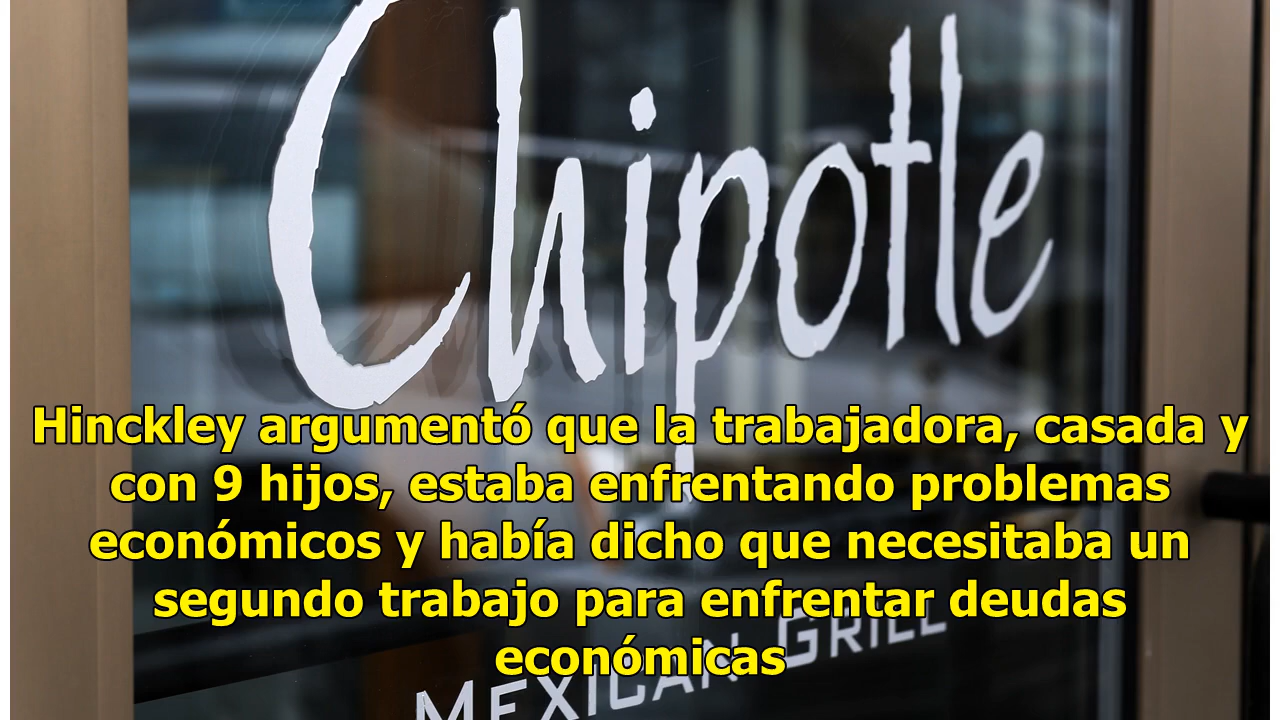 Chipotle
Hinckley argumentó que la trabajadora, casada y
con 9 hijos, estaba enfrentando problemas
económicos y había dicho que necesitaba un
segundo trabajo para enfrentar deudas
económicas
MEXICAN GRILL